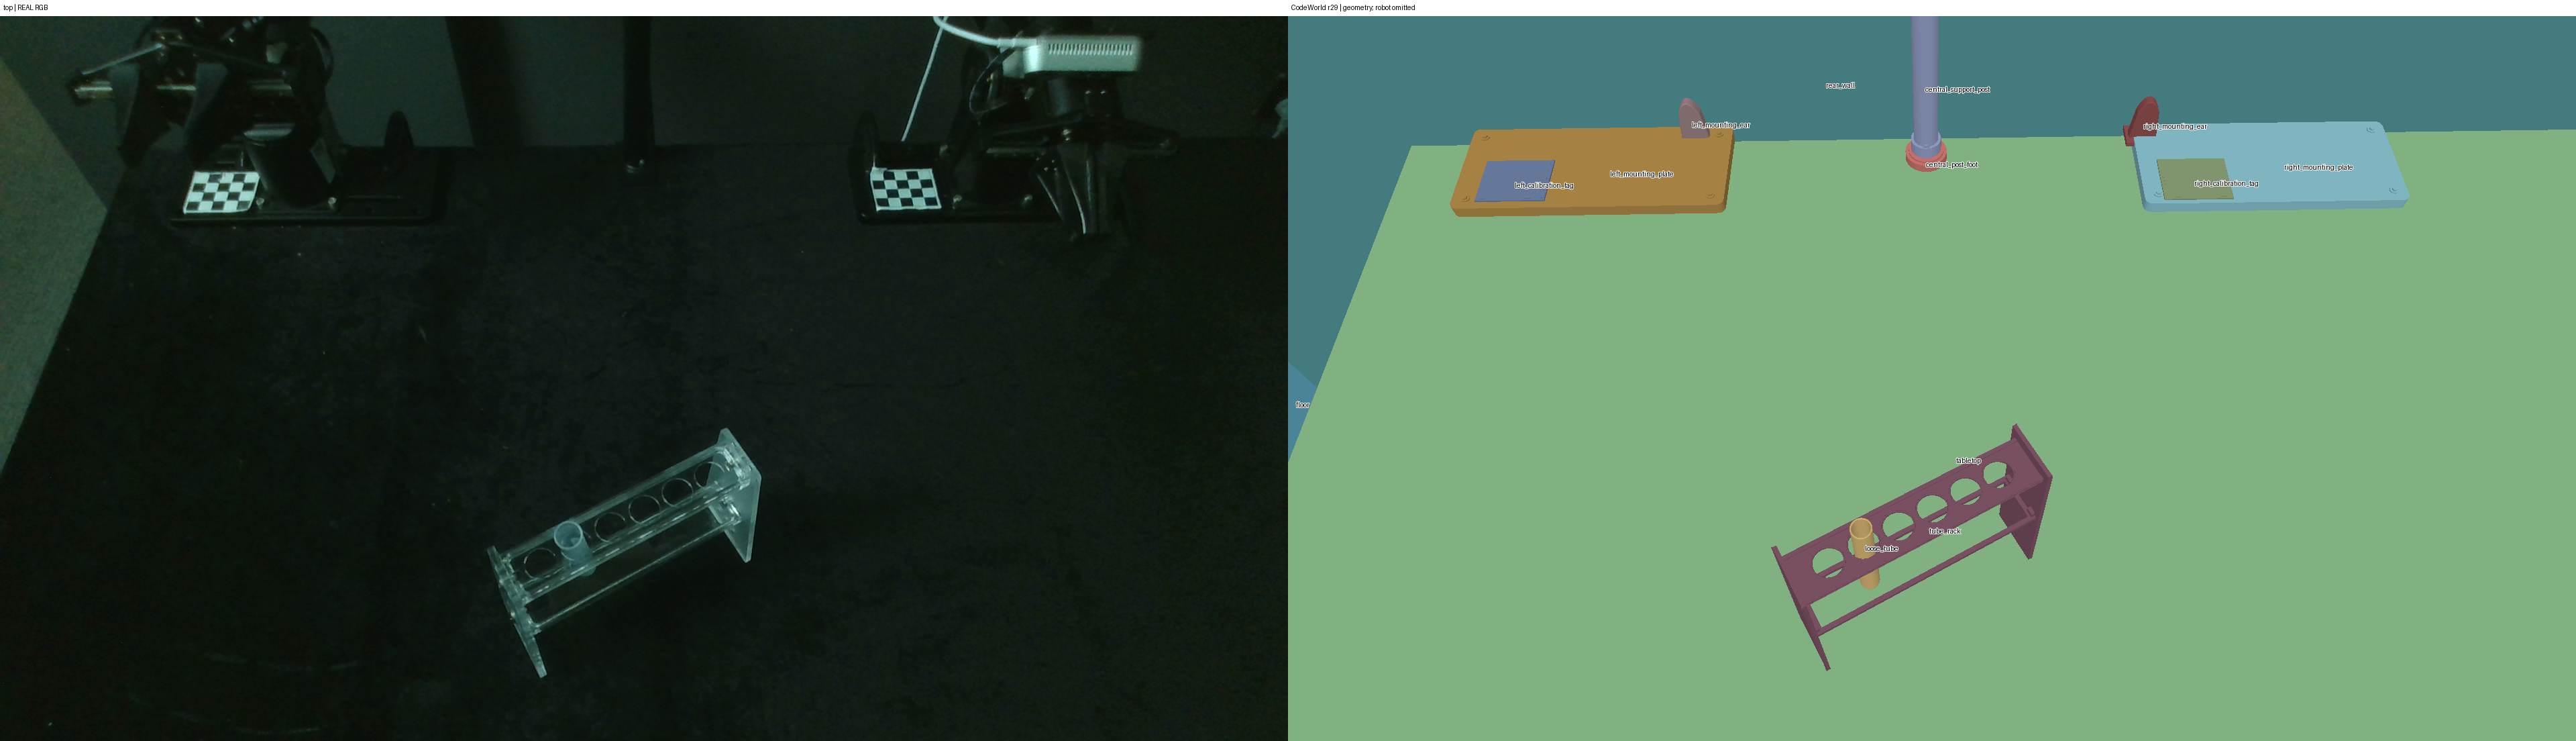 top | REAL RGB
CodeWorld r29 | geometry; robot omitted
rear_wall
central_support_post
left_mounting_ear
right_mounting_ear
central_post_foot
left_mounting_plate
right_mounting_plate
left_calibration_tag
right_calibration_tag
floor
tabletop
tube_rack
loose_tube